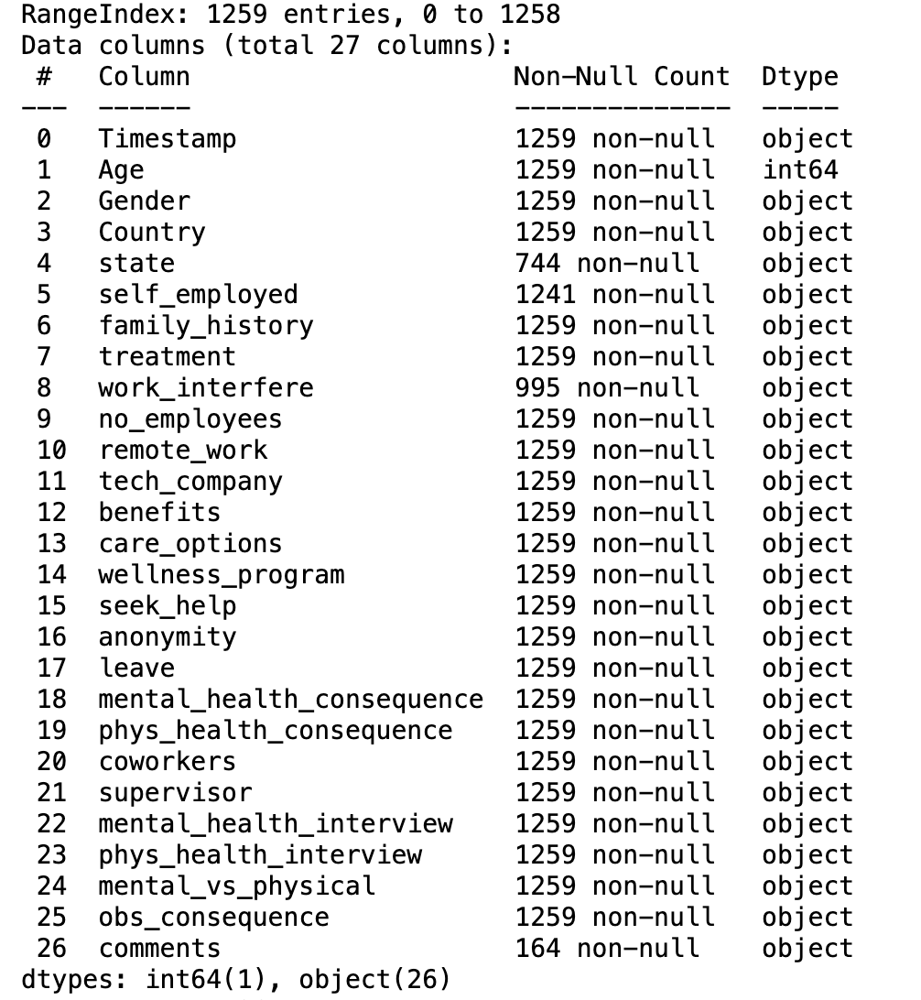 RangeIndex: 1259 entries, 0 to 1258
Data columns (total 27 columns):
 #   Column                     Non-Null Count  Dtype
---  ------                     --------------  -----
 0   Timestamp                  1259 non-null   object
 1   Age                        1259 non-null   int64
 2   Gender                     1259 non-null   object
 3   Country                    1259 non-null   object
 4   state                      744 non-null    object
 5   self_employed              1241 non-null   object
 6   family_history             1259 non-null   object
 7   treatment                  1259 non-null   object
 8   work_interfere             995 non-null    object
 9   no_employees               1259 non-null   object
 10  remote_work                1259 non-null   object
 11  tech_company               1259 non-null   object
 12  benefits                   1259 non-null   object
 13  care_options               1259 non-null   object
 14  wellness_program           1259 non-null   object
 15  seek_help                  1259 non-null   object
 16  anonymity                  1259 non-null   object
 17  leave                      1259 non-null   object
 18  mental_health_consequence  1259 non-null   object
 19  phys_health_consequence    1259 non-null   object
 20  coworkers                  1259 non-null   object
 21  supervisor                 1259 non-null   object
 22  mental_health_interview    1259 non-null   object
 23  phys_health_interview      1259 non-null   object
 24  mental_vs_physical         1259 non-null   object
 25  obs_consequence            1259 non-null   object
 26  comments                   164 non-null    object
dtypes: int64(1), object(26)